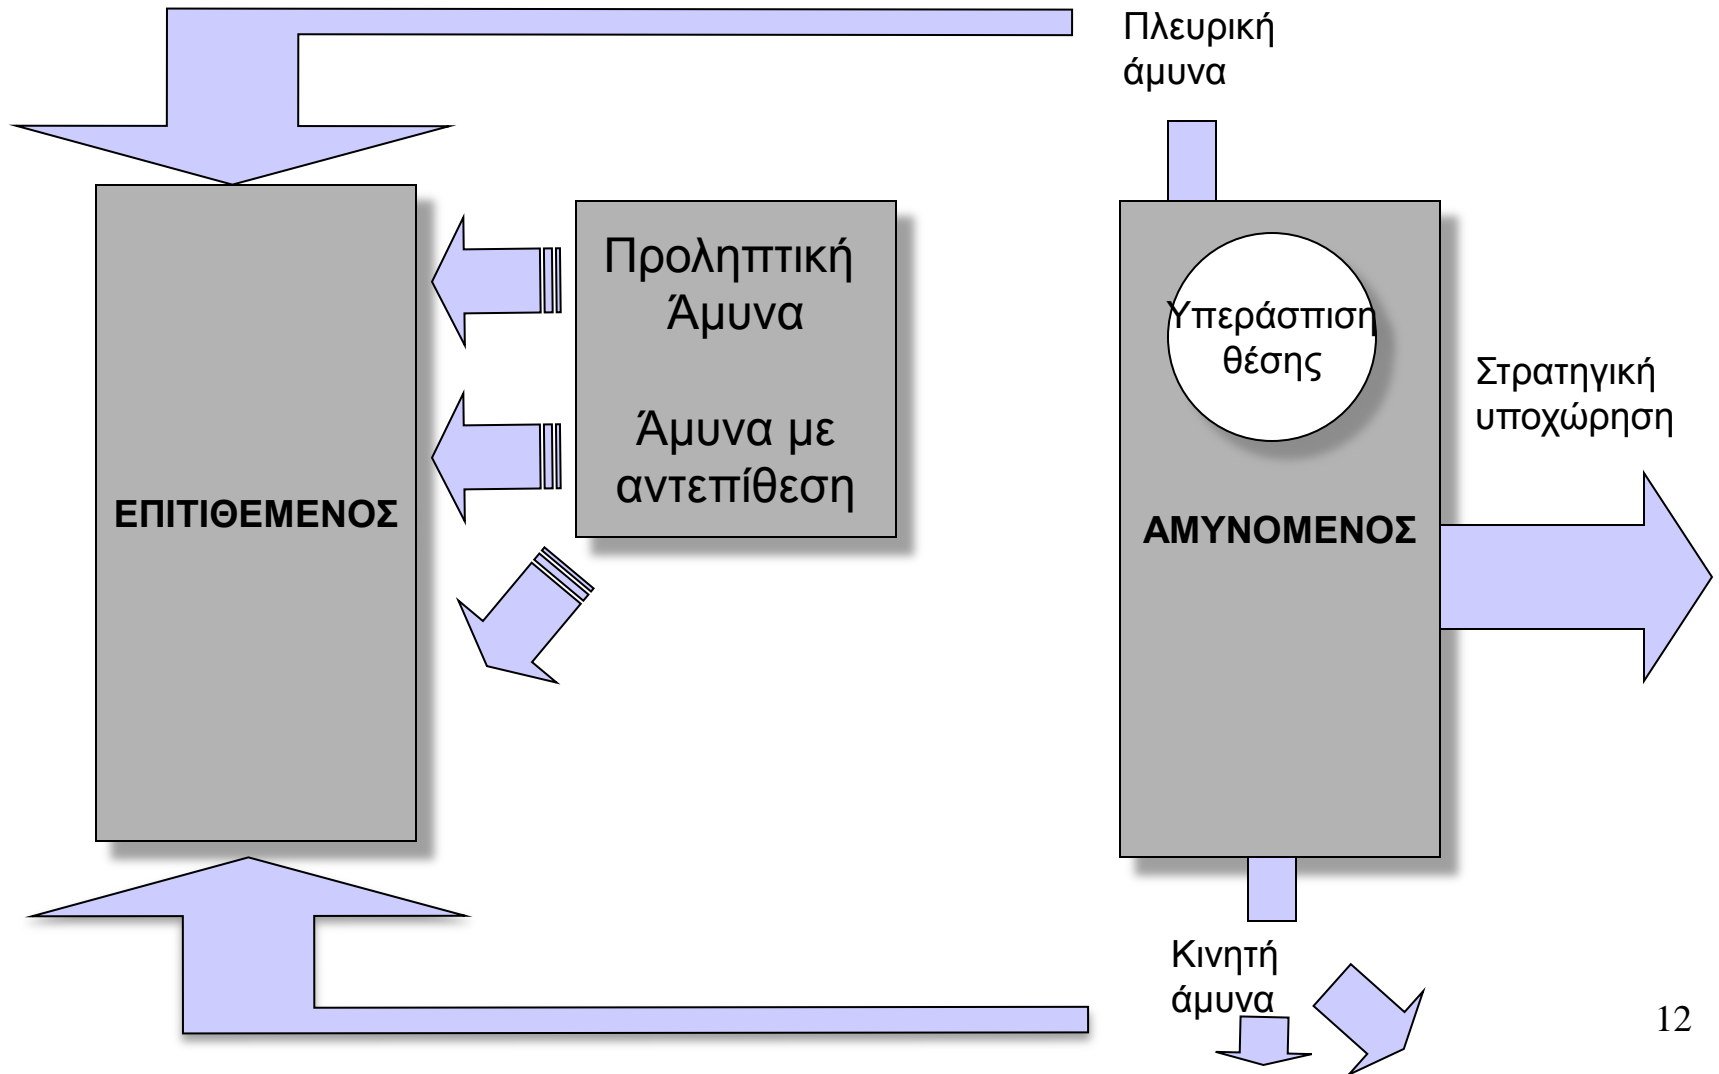 Πλευρική
άμυνα
Προληπτική
Άμυνα
Άμυνα με
αντεπίθεση
Υπεράσπιση
θέσης
Στρατηγική
υποχώρηση
ΕΠΙΤΙΘΕΜΕΝΟΣ
ΑΜΥΝΟΜΕΝΟΣ
Κινητή
άμυνα
12